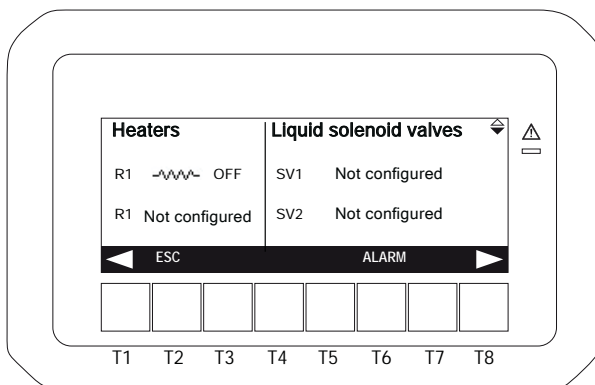 Heaters Liquid solenoid valves
R1 OFF SV1 Not configured
R1 Not configured SV2 Not configured
ESC ALARM
T1 T2 T3 T4 T5 T6 T7 T8